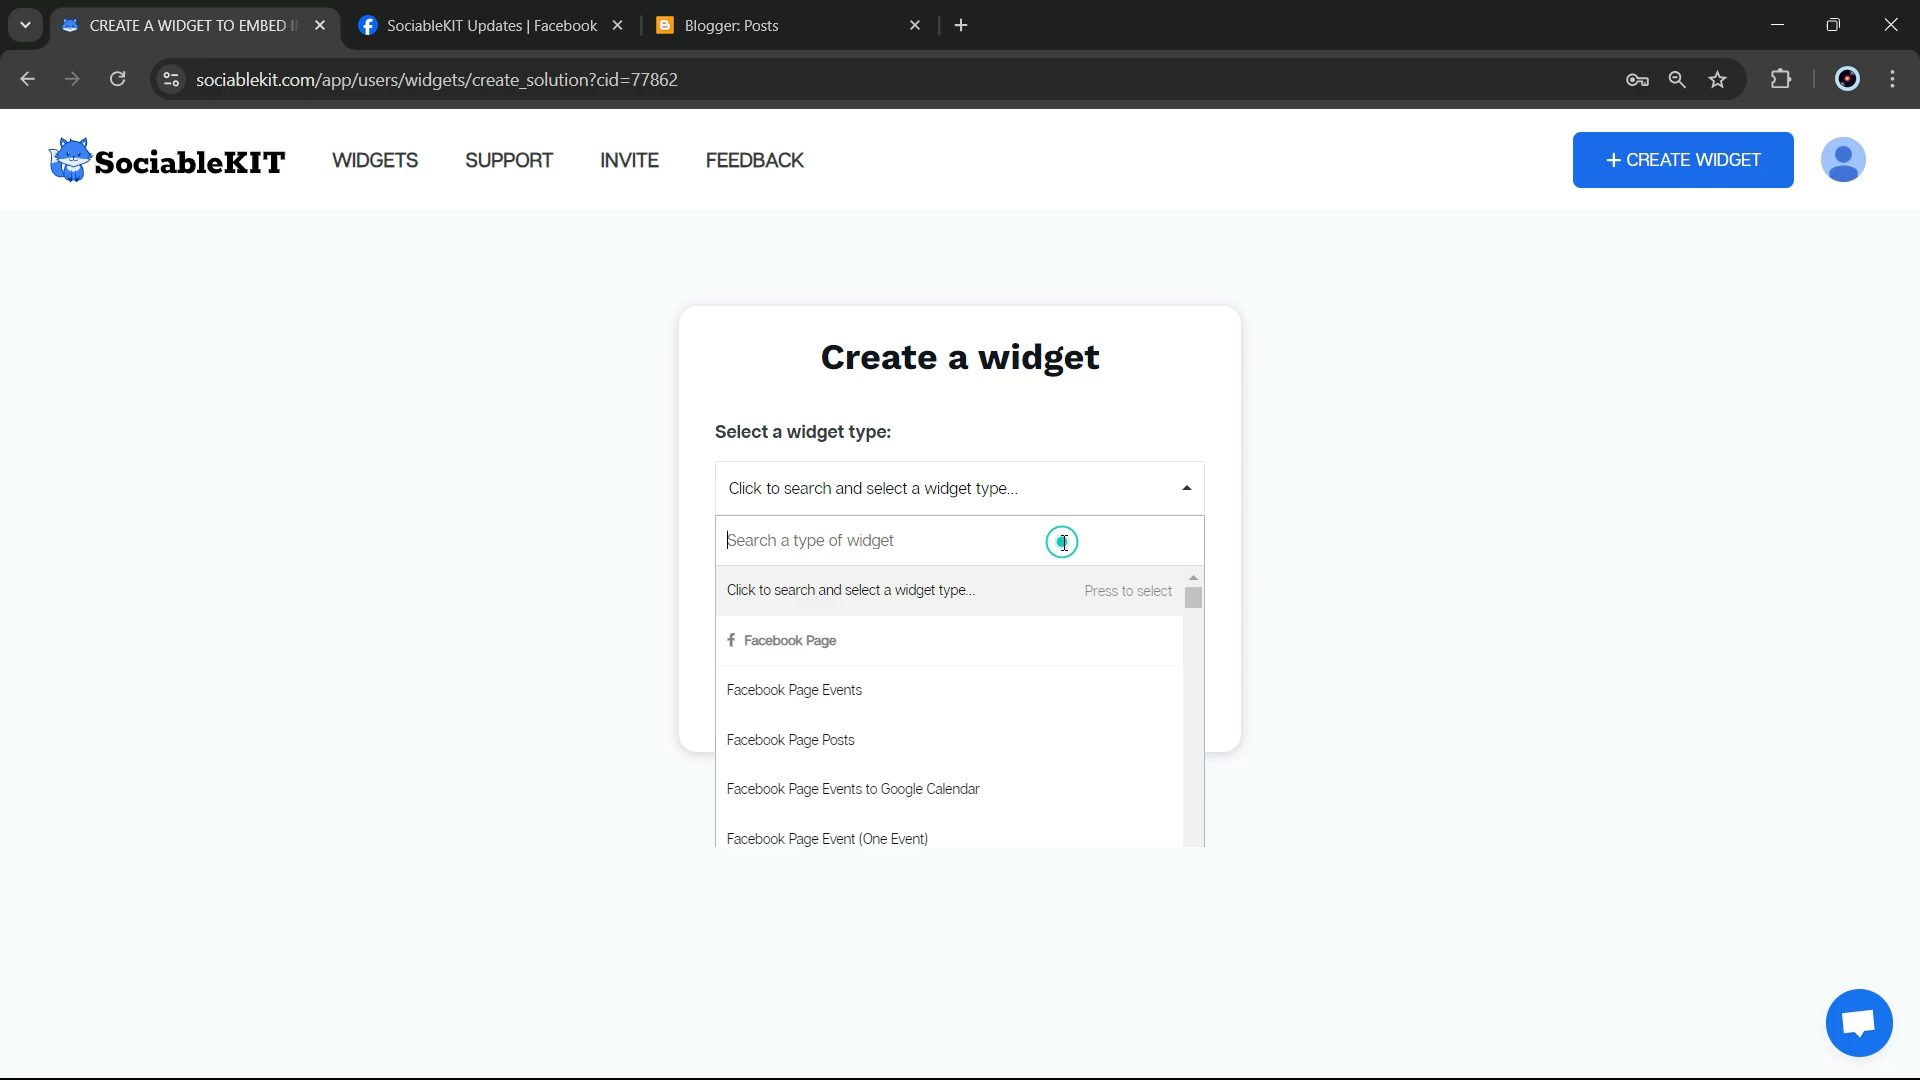 CREATE A WIDGET TO EMBED
SociableKIT Updates | Facebook
Blogger: Posts
sociablekit.com/app/users/widgets/create_solution?cid=77862
SociableKIT
WIDGETS
SUPPORT
INVITE
FEEDBACK
+ CREATE WIDGET
Create a widget
Select a widget type:
Click to search and select a widget type...
Search a type of widget
Click to search and select a widget type...
Press to select
Facebook Page
Facebook Page Events
Facebook Page Posts
Facebook Page Events to Google Calendar
Facebook Page Event (One Event)